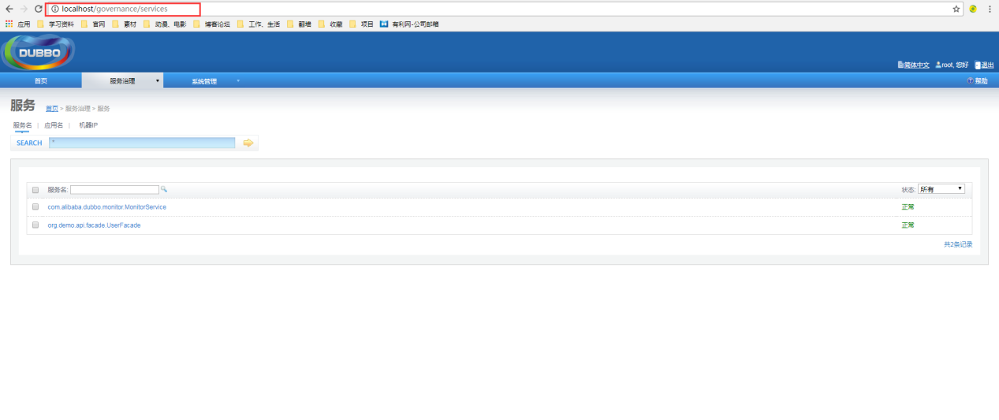 localhost/governance/services
应用 学习资料 官网 素材 动漫、电影 博客论坛 工作、生活 翻墙 收藏 项目 有利网-公司邮箱
DUBBO
简体中文 root, 您好 退出
首页 服务治理 系统管理 帮助
服务 首页 > 服务治理 > 服务
服务名 | 应用名 | 机器IP
SEARCH *
服务名: 状态: 所有
com.alibaba.dubbo.monitor.MonitorService 正常
org.demo.api.facade.UserFacade 正常
共2条记录